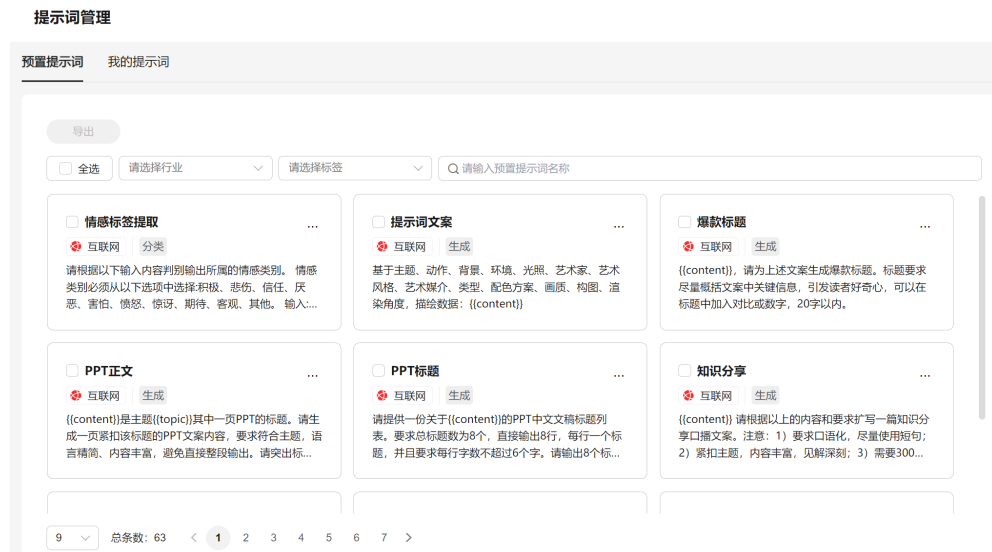 提示词管理
预置提示词 我的提示词
导出
全选 请选择行业 请选择标签 请输入预置提示词名称
情感标签提取 ...
互联网 分类
请根据以下输入内容判别输出所属的情感类别。 情感
类别必须从以下选项中选择:积极、悲伤、信任、厌
恶、害怕、愤怒、惊讶、期待、客观、其他。 输入:...
提示词文案 ...
互联网 生成
基于主题、动作、背景、环境、光照、艺术家、艺术
风格、艺术媒介、类型、配色方案、画质、构图、渲
染角度，描绘数据：{{content}}
爆款标题 ...
互联网 生成
{{content}}，请为上述文案生成爆款标题。标题要求
尽量概括文案中关键信息，引发读者好奇心，可以在
标题中加入对比或数字，20字以内。
PPT正文 ...
互联网 生成
{{content}}是主题{{topic}}其中一页PPT的标题。请生
成一页紧扣该标题的PPT文案内容，要求符合主题，语
言精简、内容丰富，避免直接整段输出。请突出标...
PPT标题 ...
互联网 生成
请提供一份关于{{content}}的PPT中文文稿标题列
表。要求总标题数为8个，直接输出8行，每行一个标
题，并且要求每行字数不超过6个字。请输出8个标...
知识分享 ...
互联网 生成
{{content}} 请根据以上的内容和要求扩写一篇知识分
享口播文案。注意：1）要求口语化，尽量使用短句；
2）紧扣主题，内容丰富，见解深刻；3）需要300...
9 总条数：63 1 2 3 4 5 6 7